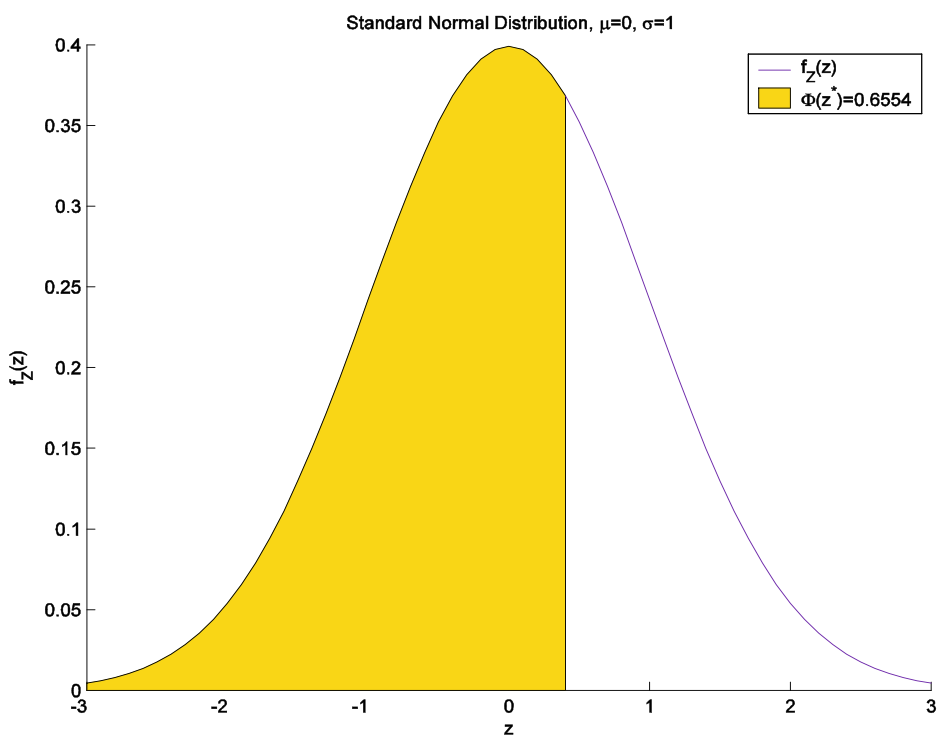 Standard Normal Distribution, μ=0, σ=1
f_Z(z)
Φ(z*)=0.6554
0.4
0.35
0.3
0.25
0.2
0.15
0.1
0.05
0
f_Z(z)
-3 -2 -1 0 1 2 3
z